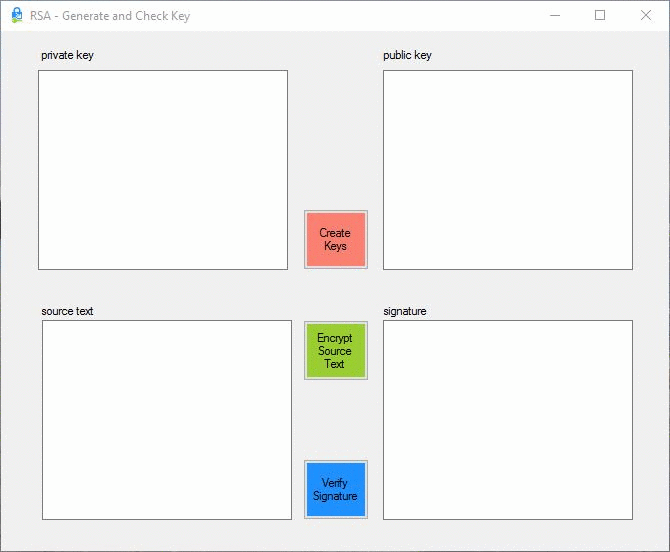 RSA - Generate and Check Key
private key
public key
Create
Keys
source text
signature
Encrypt
Source
Text
Verify
Signature